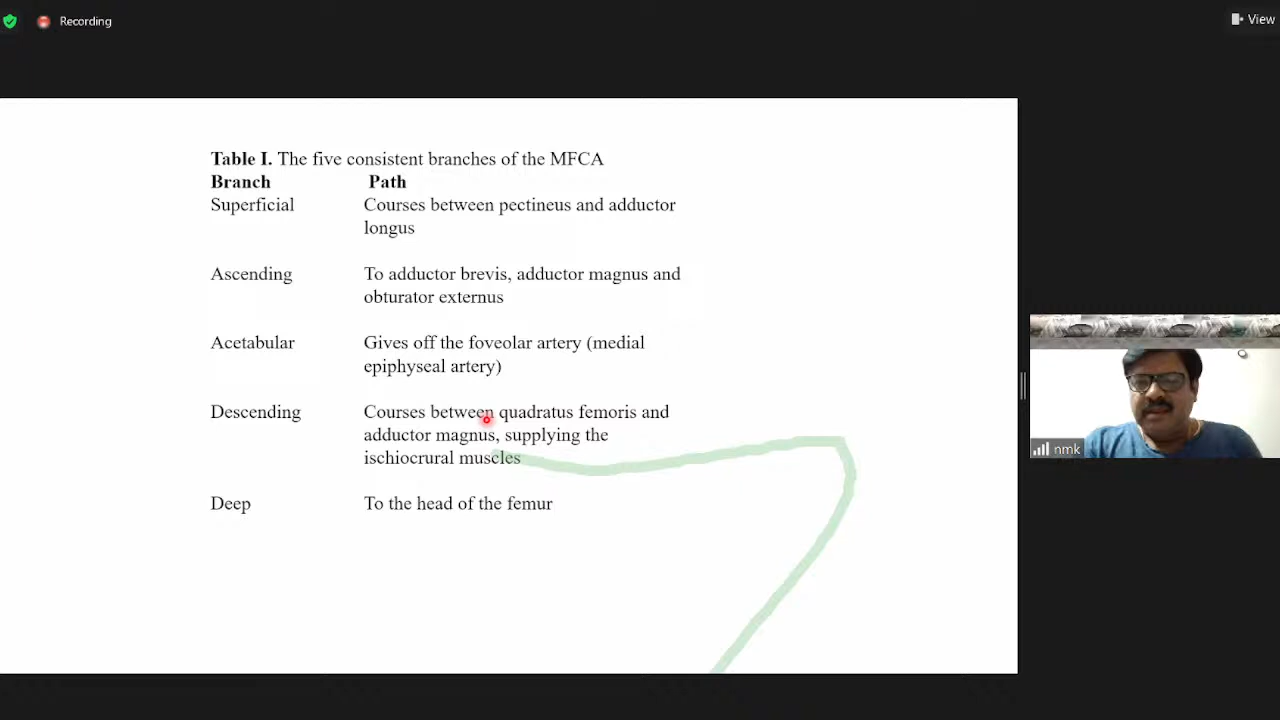 Recording
View
Table I. The five consistent branches of the MFCA
Branch Path
Superficial Courses between pectineus and adductor
longus
Ascending To adductor brevis, adductor magnus and
obturator externus
Acetabular Gives off the foveolar artery (medial
epiphyseal artery)
Descending Courses between quadratus femoris and
adductor magnus, supplying the
ischiocrural muscles
Deep To the head of the femur
nmk